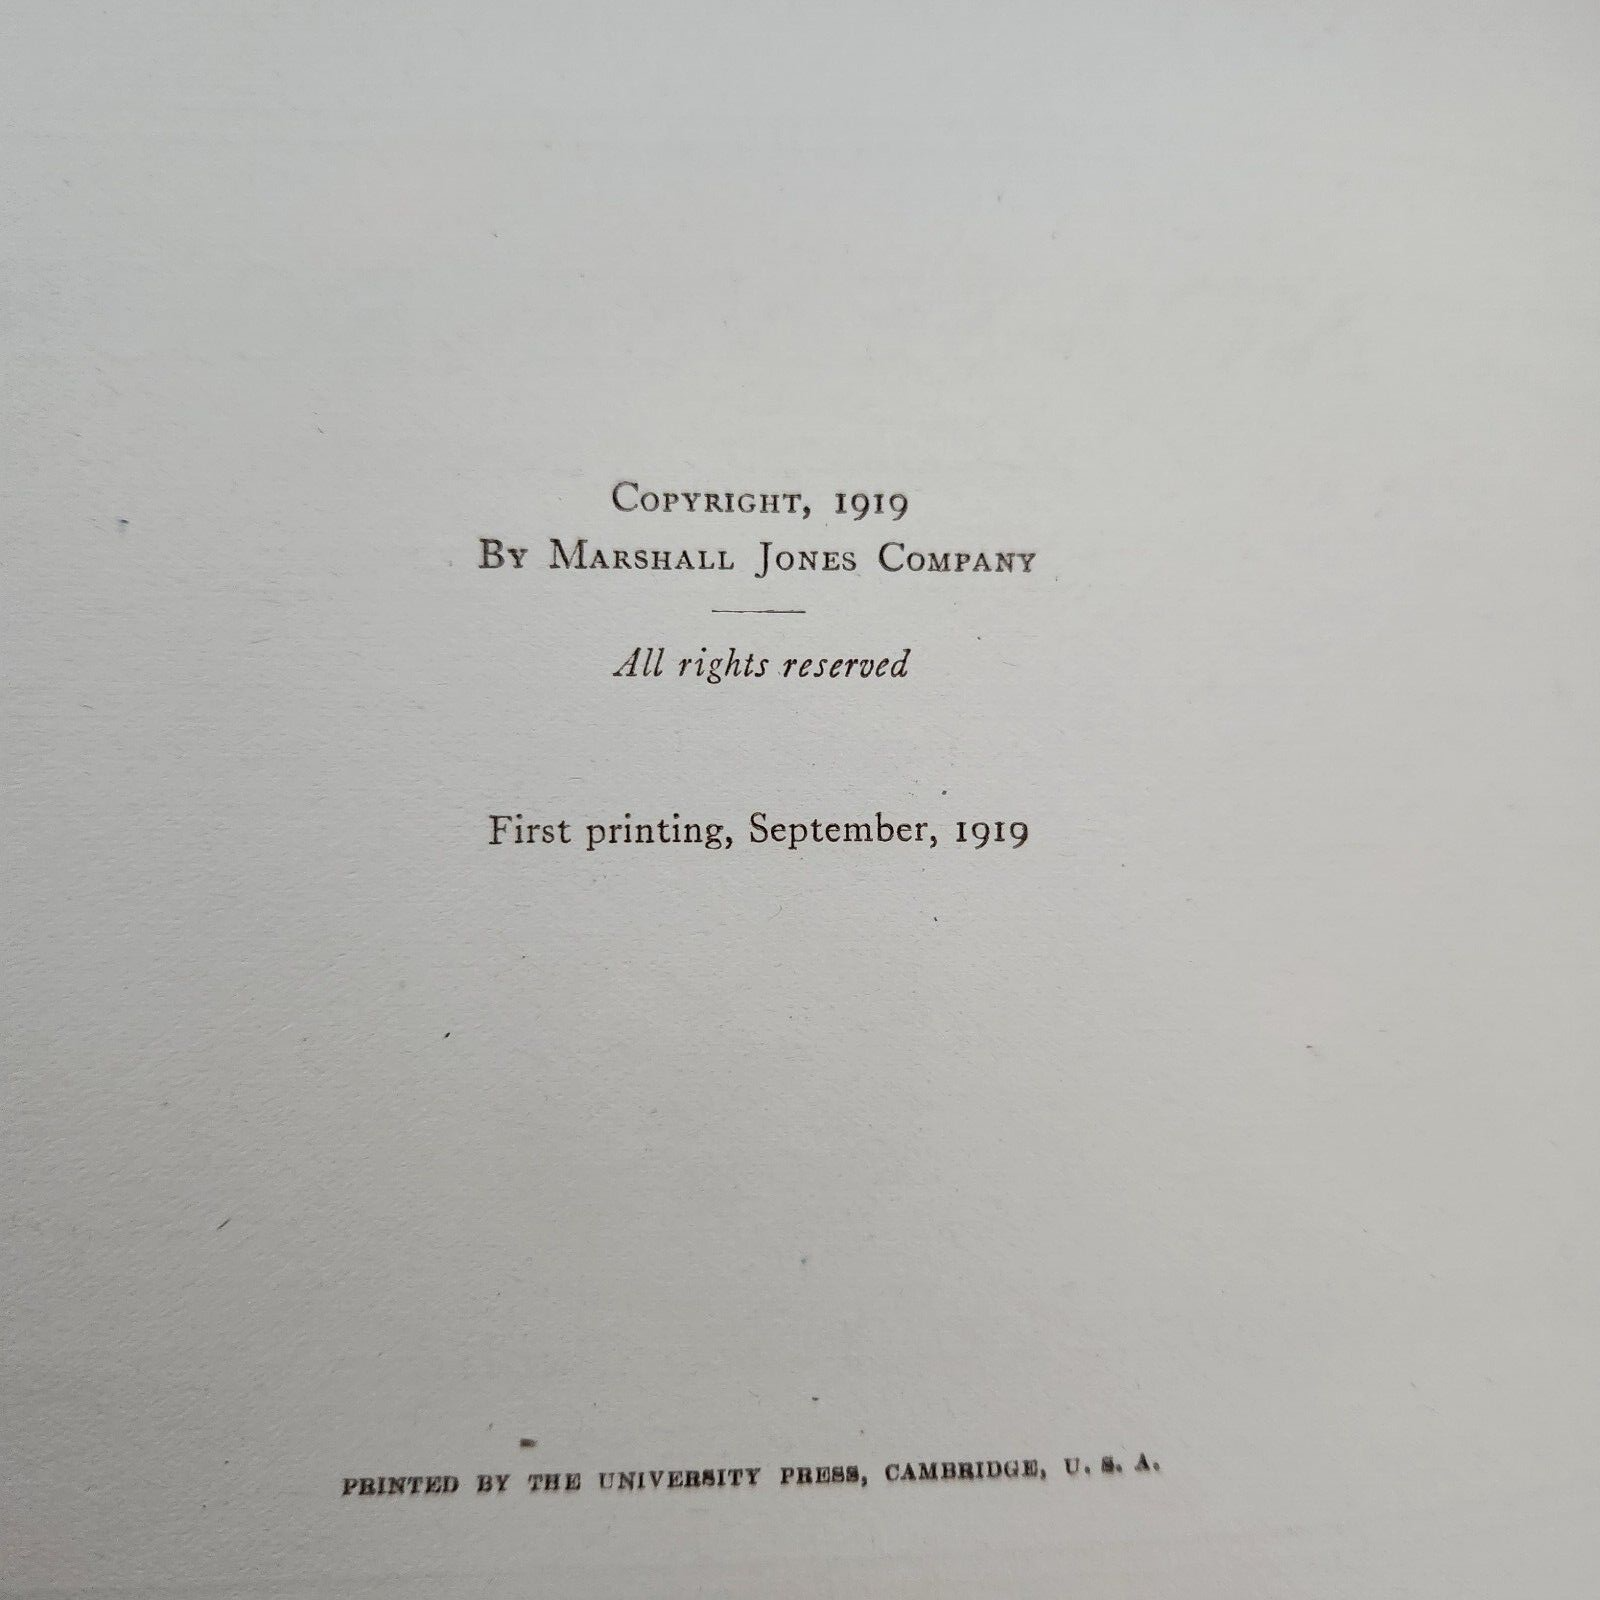 Copyright, 1919
By Marshall Jones Company
All rights reserved
First printing, September, 1919
PRINTED BY THE UNIVERSITY PRESS, CAMBRIDGE, U. S. A.